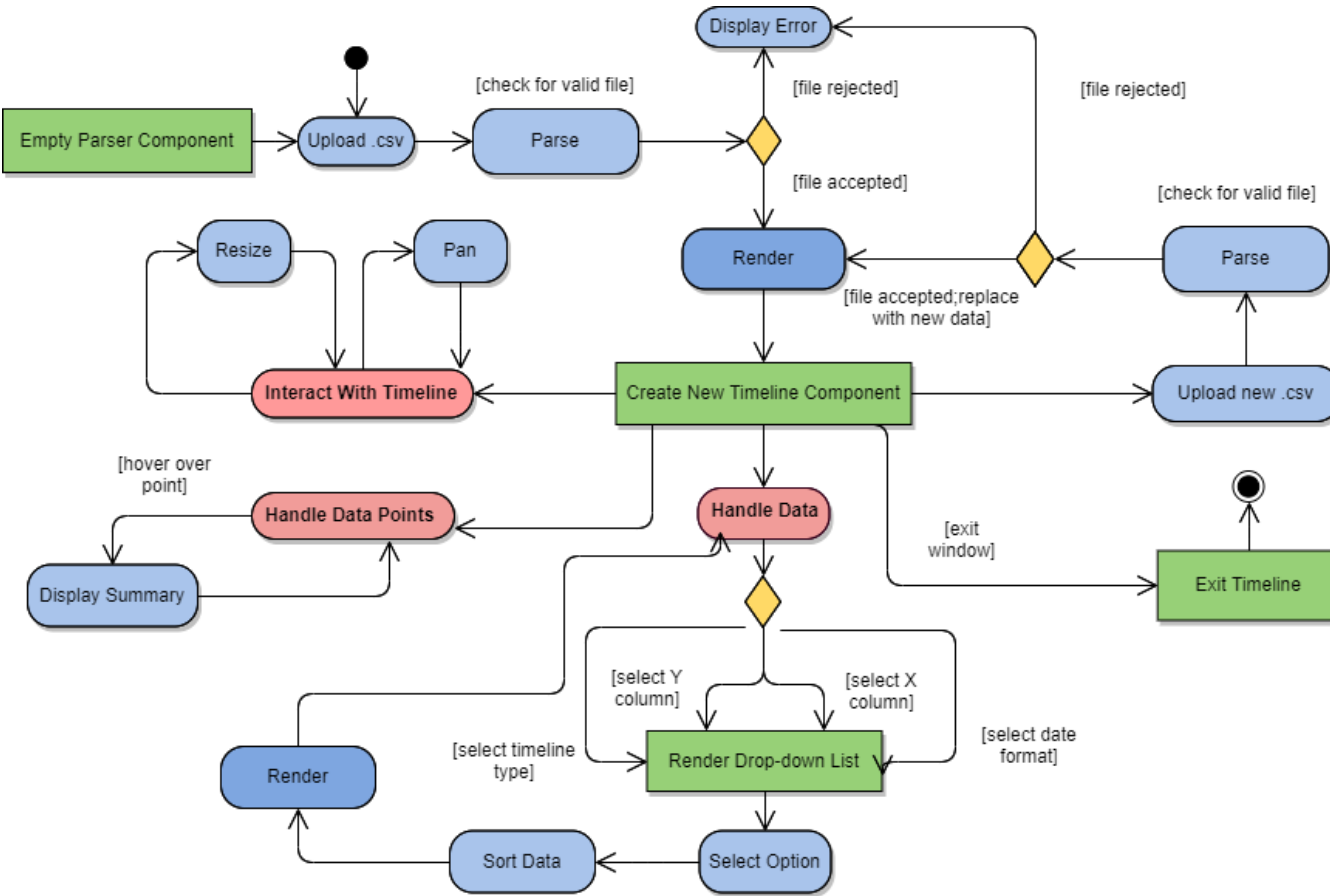 Display Error
[check for valid file]
[file rejected]
[file rejected]
Empty Parser Component
Upload .csv
Parse
[file accepted]
[check for valid file]
Resize
Pan
Render
Parse
[file accepted;replace
with new data]
Interact With Timeline
Create New Timeline Component
Upload new .csv
[hover over
point]
Handle Data Points
Handle Data
[exit
window]
Display Summary
Exit Timeline
[select Y
column]
[select X
column]
[select timeline
type]
Render Drop-down List
[select date
format]
Render
Sort Data
Select Option